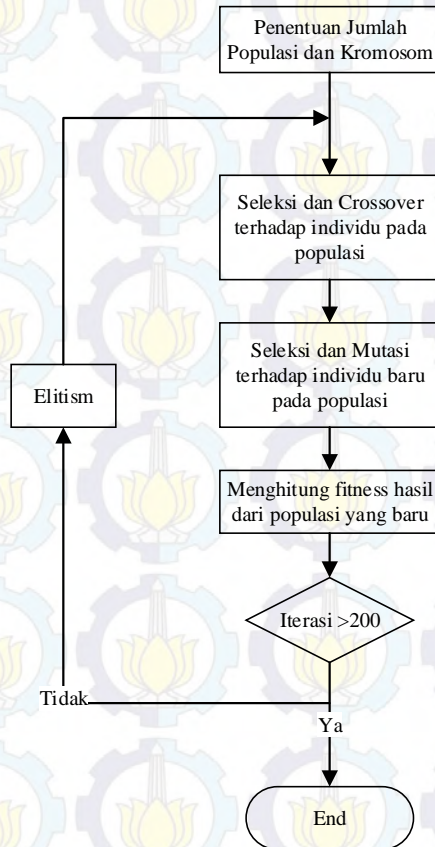 Penentuan Jumlah
Populasi dan Kromosom
Seleksi dan Crossover
terhadap individu pada
populasi
Seleksi dan Mutasi
terhadap individu baru
pada populasi
Elitism
Menghitung fitness hasil
dari populasi yang baru
Iterasi >200
Tidak
Ya
End